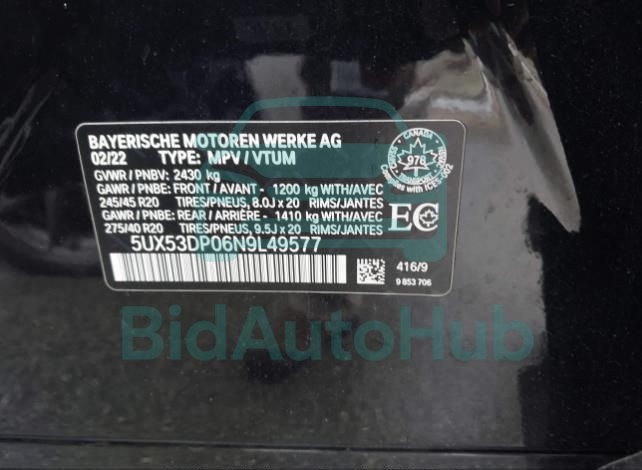 BAYERISCHE MOTOREN WERKE AG
02/22 TYPE: MPV / VTUM
GVWR / PNBV: 2430 kg
GAWR / PNBE: FRONT / AVANT - 1200 kg WITH/AVEC
245/45 R20 TIRES/PNEUS, 8.0J x 20 RIMS/JANTES
GAWR / PNBE: REAR / ARRIÈRE - 1410 kg WITH/AVEC
275/40 R20 TIRES/PNEUS, 9.5J x 20 RIMS/JANTES
5UX53DP06N9L49577
CANADA
978
EC
416/9
9 853 706
BidAutoHub